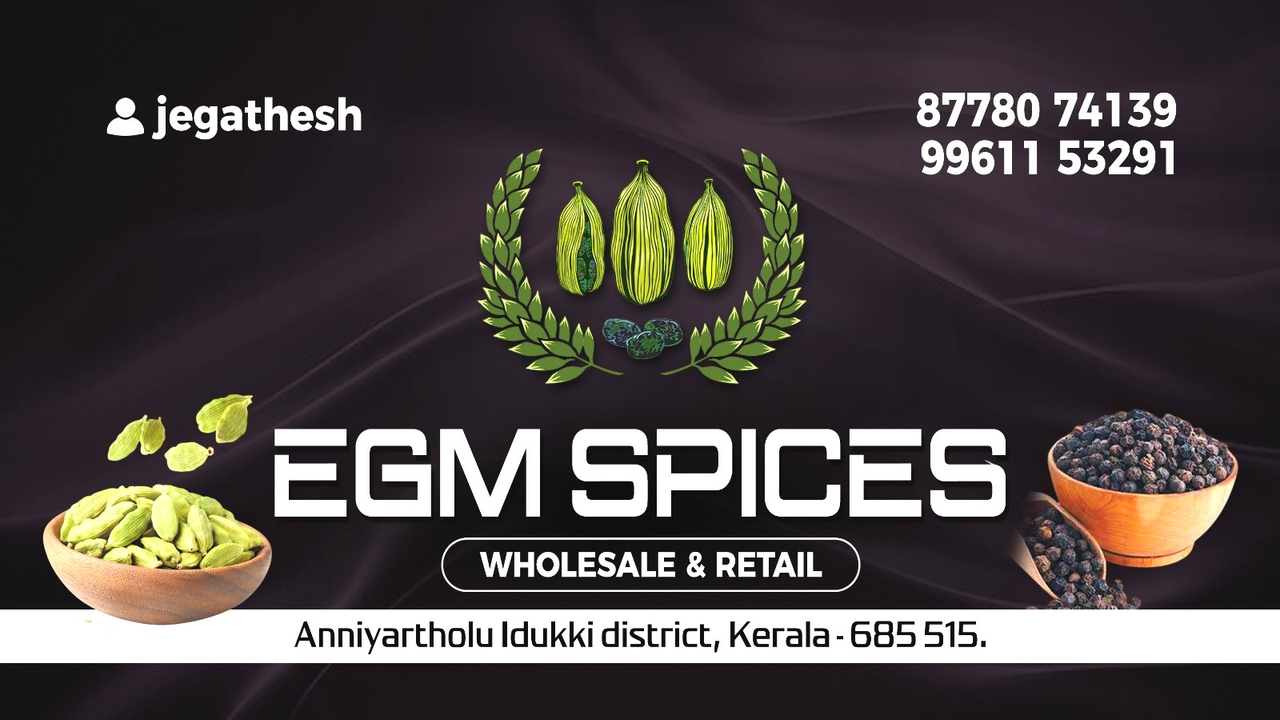 jegathesh
87780 74139
99611 53291
EGM SPICES
WHOLESALE & RETAIL
Anniyartholu Idukki district, Kerala - 685 515.